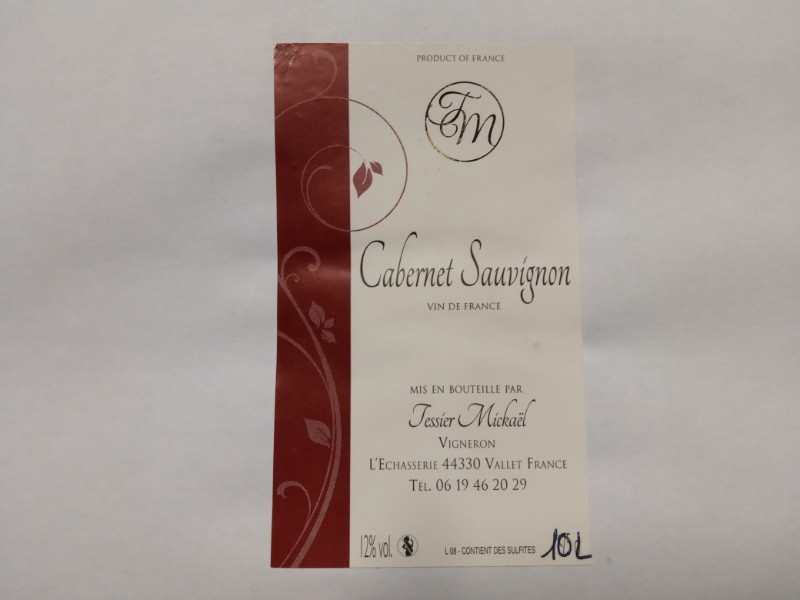 PRODUCT OF FRANCE
TM
Cabernet Sauvignon
VIN DE FRANCE
MIS EN BOUTEILLE PAR
Tessier Mickaël
VIGNERON
L'ECHASSERIE 44330 VALLET FRANCE
TÉL. 06 19 46 20 29
12% vol.
L 08 - CONTIENT DES SULFITES
10L